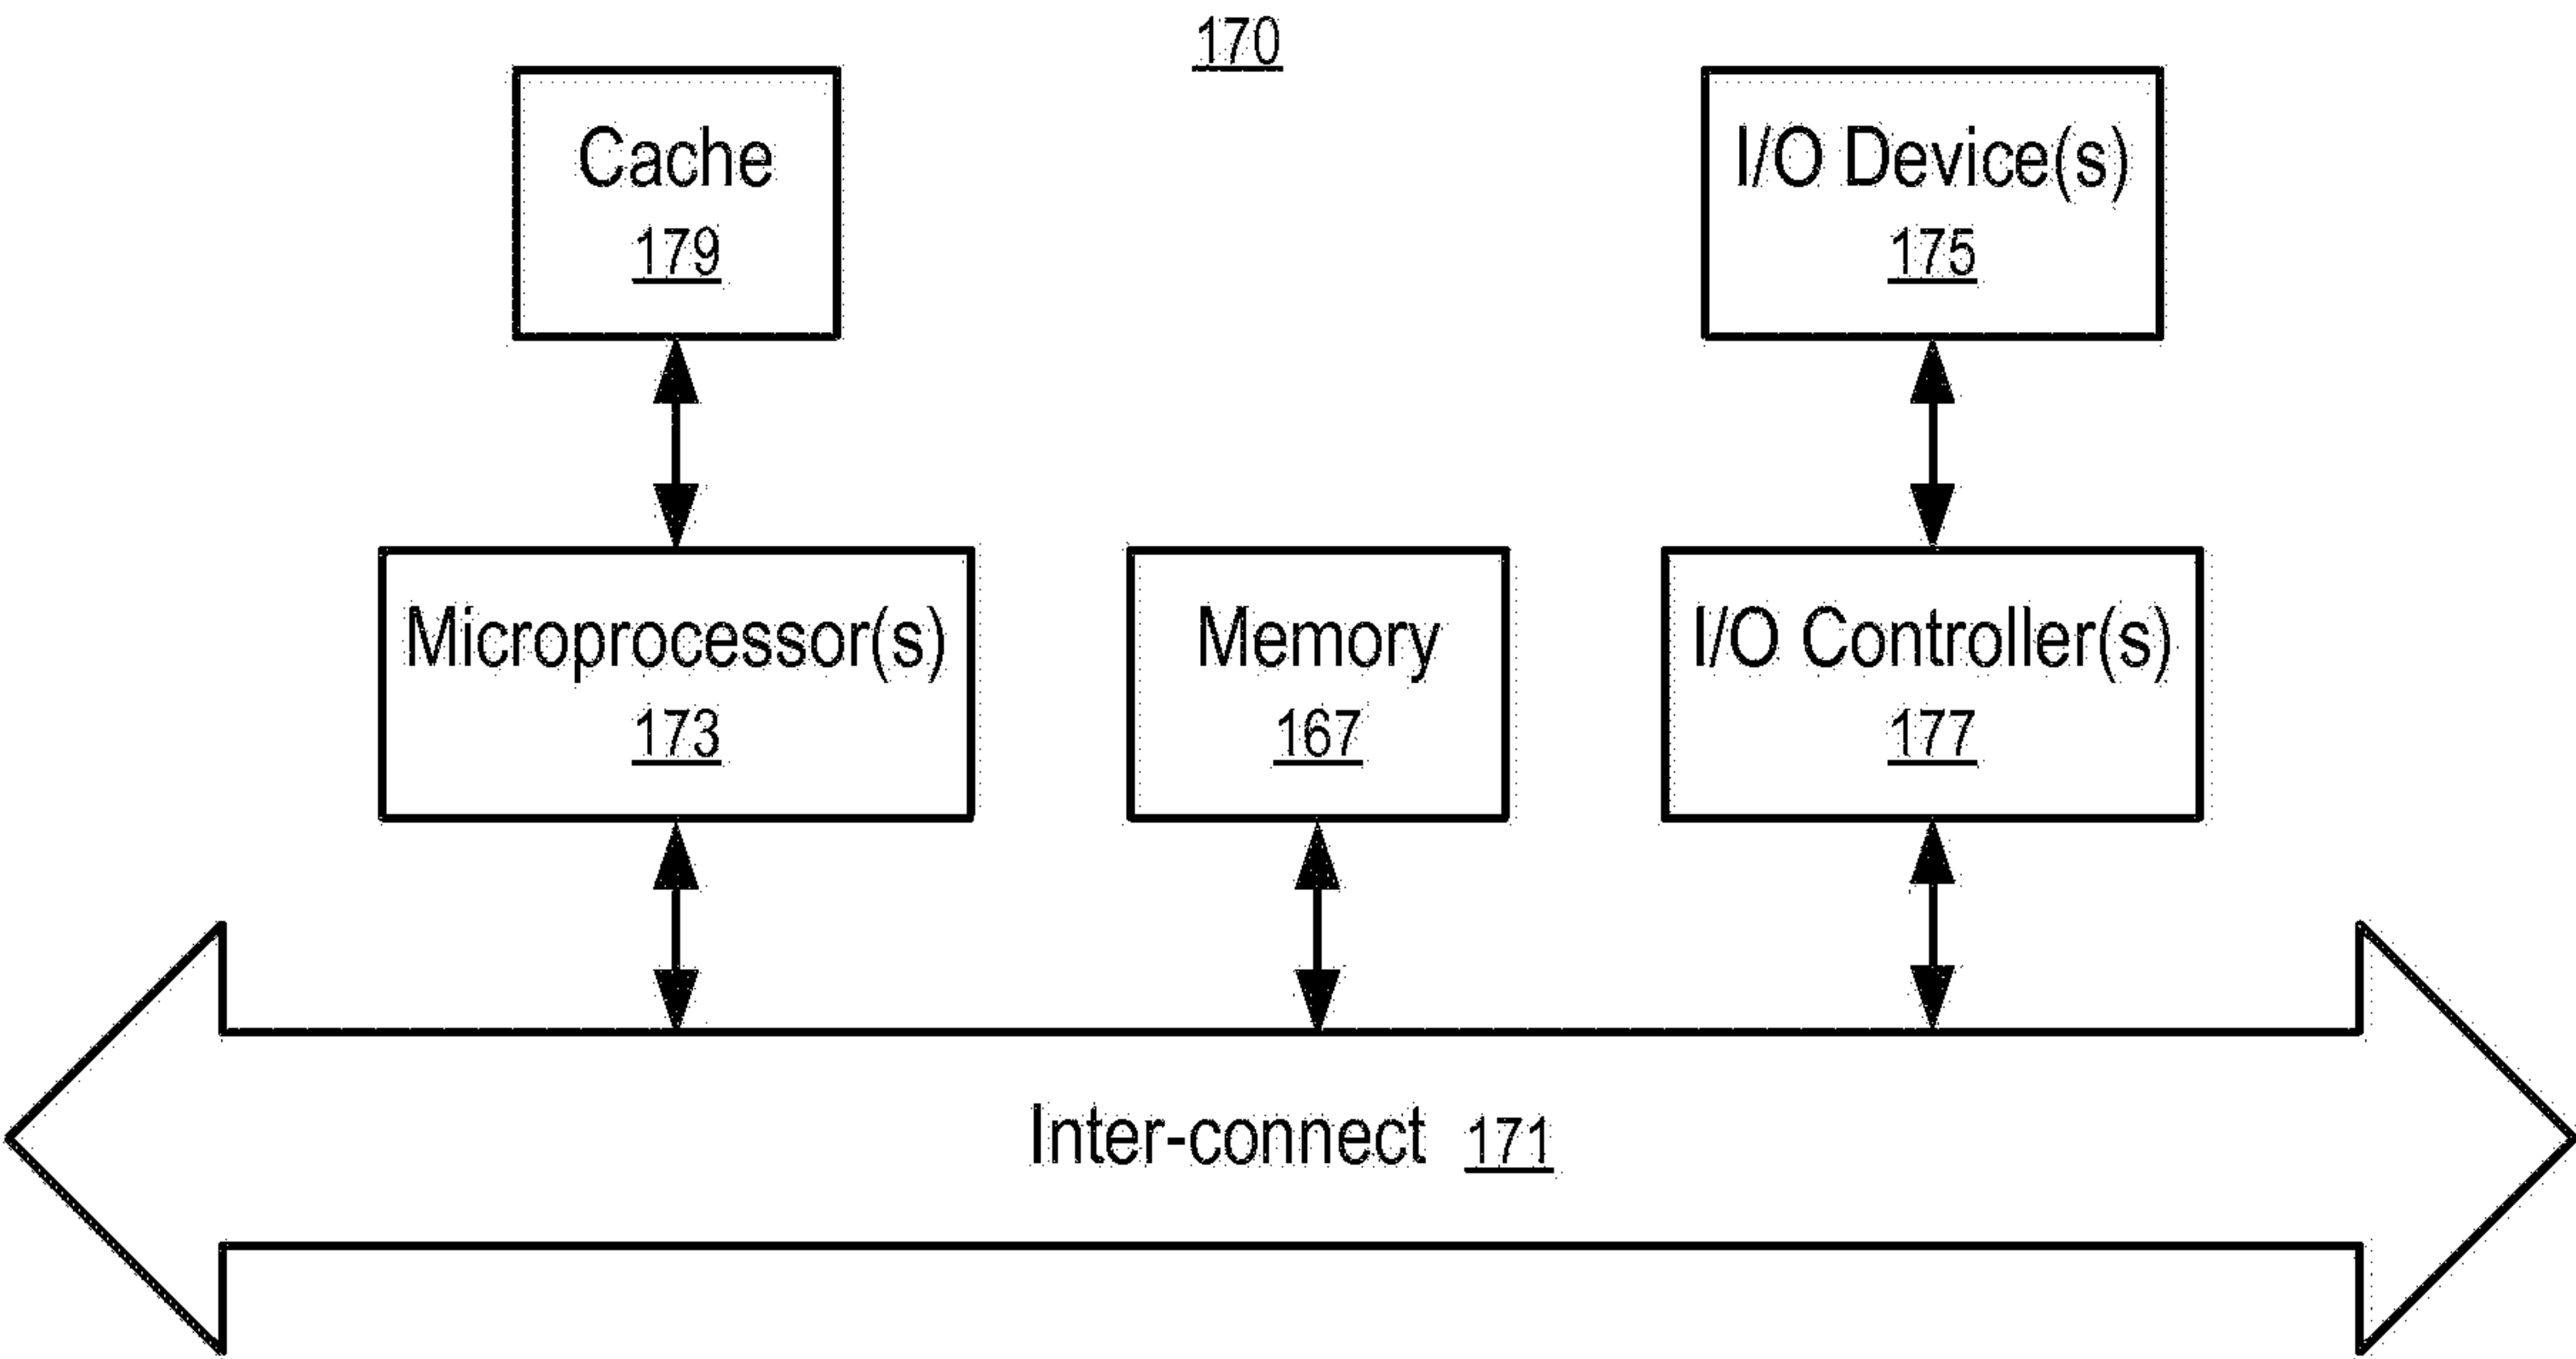 170
Cache
179
I/O Device(s)
175
Microprocessor(s)
173
Memory
167
I/O Controller(s)
177
Inter-connect 171